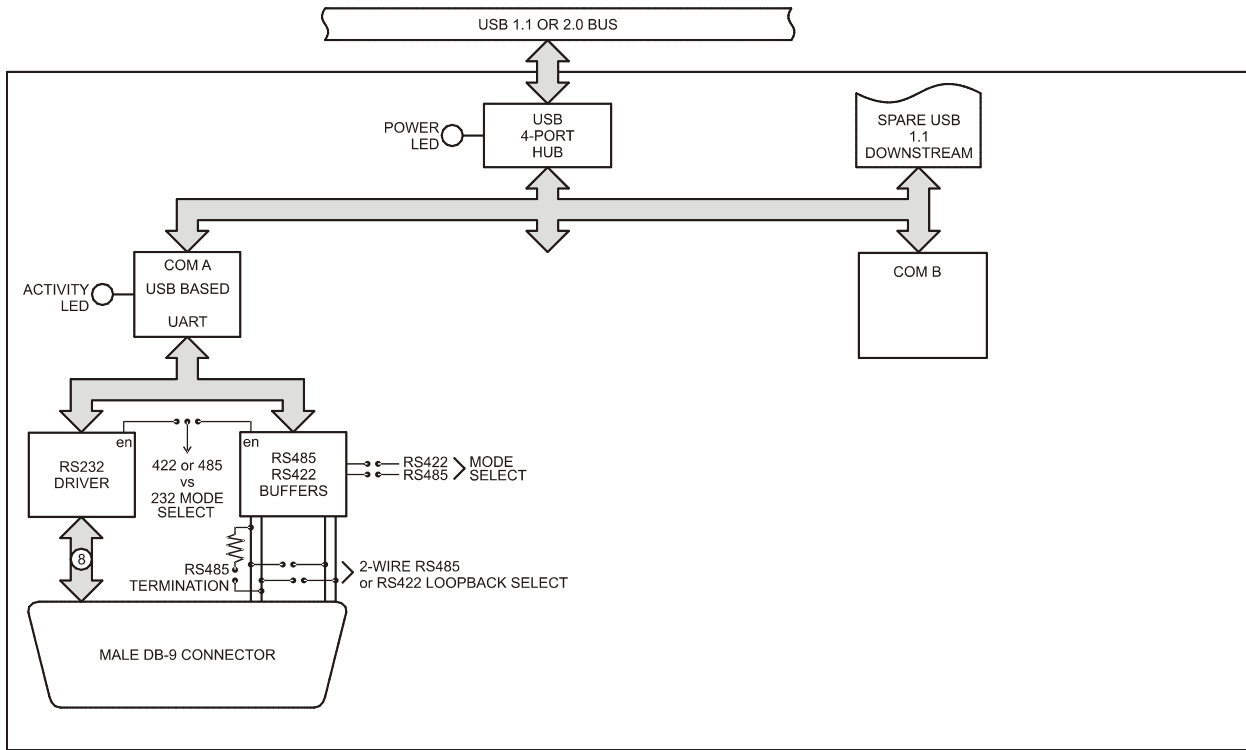 USB 1.1 OR 2.0 BUS
POWER
LED
USB
4-PORT
HUB
SPARE USB
1.1
DOWNSTREAM
ACTIVITY
LED
COM A
USB BASED
UART
COM B
RS232
DRIVER
en
422 or 485
vs
232 MODE
SELECT
en
RS485
RS422
BUFFERS
RS422
RS485
MODE
SELECT
8
RS485
TERMINATION
2-WIRE RS485
or RS422 LOOPBACK SELECT
MALE DB-9 CONNECTOR